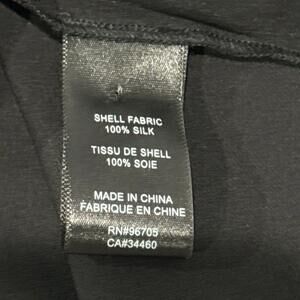 SHELL FABRIC
100% SILK
TISSU DE SHELL
100% SOIE
MADE IN CHINA
FABRIQUE EN CHINE
RN#96705
CA#34460